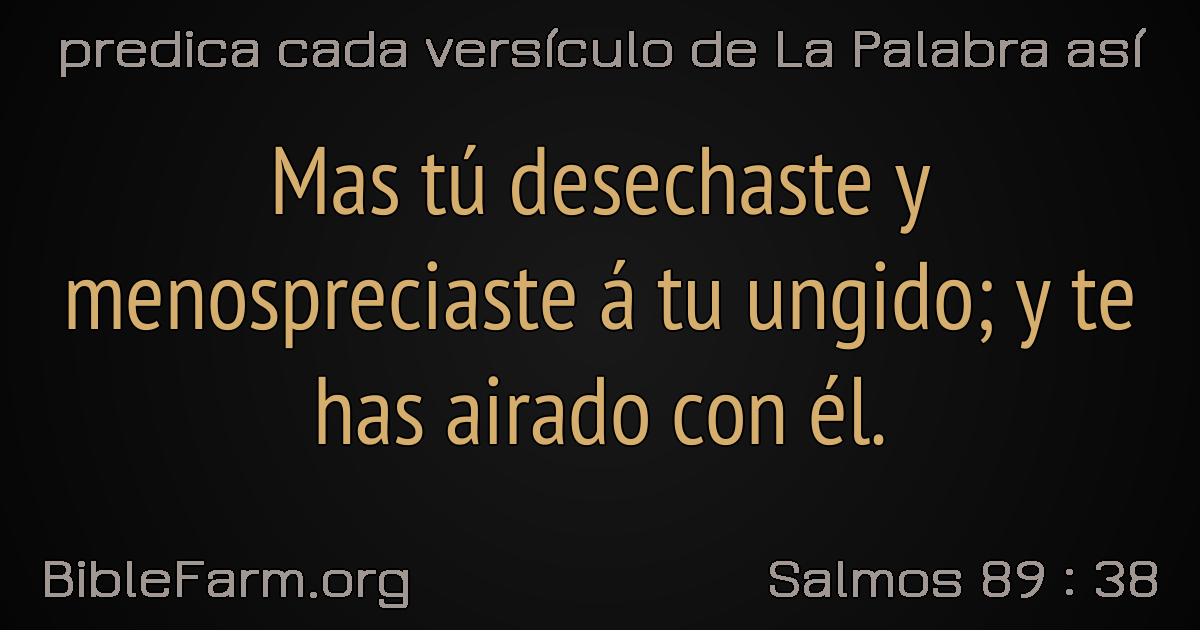 predica cada versículo de La Palabra así
Mas tú desechaste y
menospreciaste á tu ungido; y te
has airado con él.
BibleFarm.org
Salmos 89 : 38